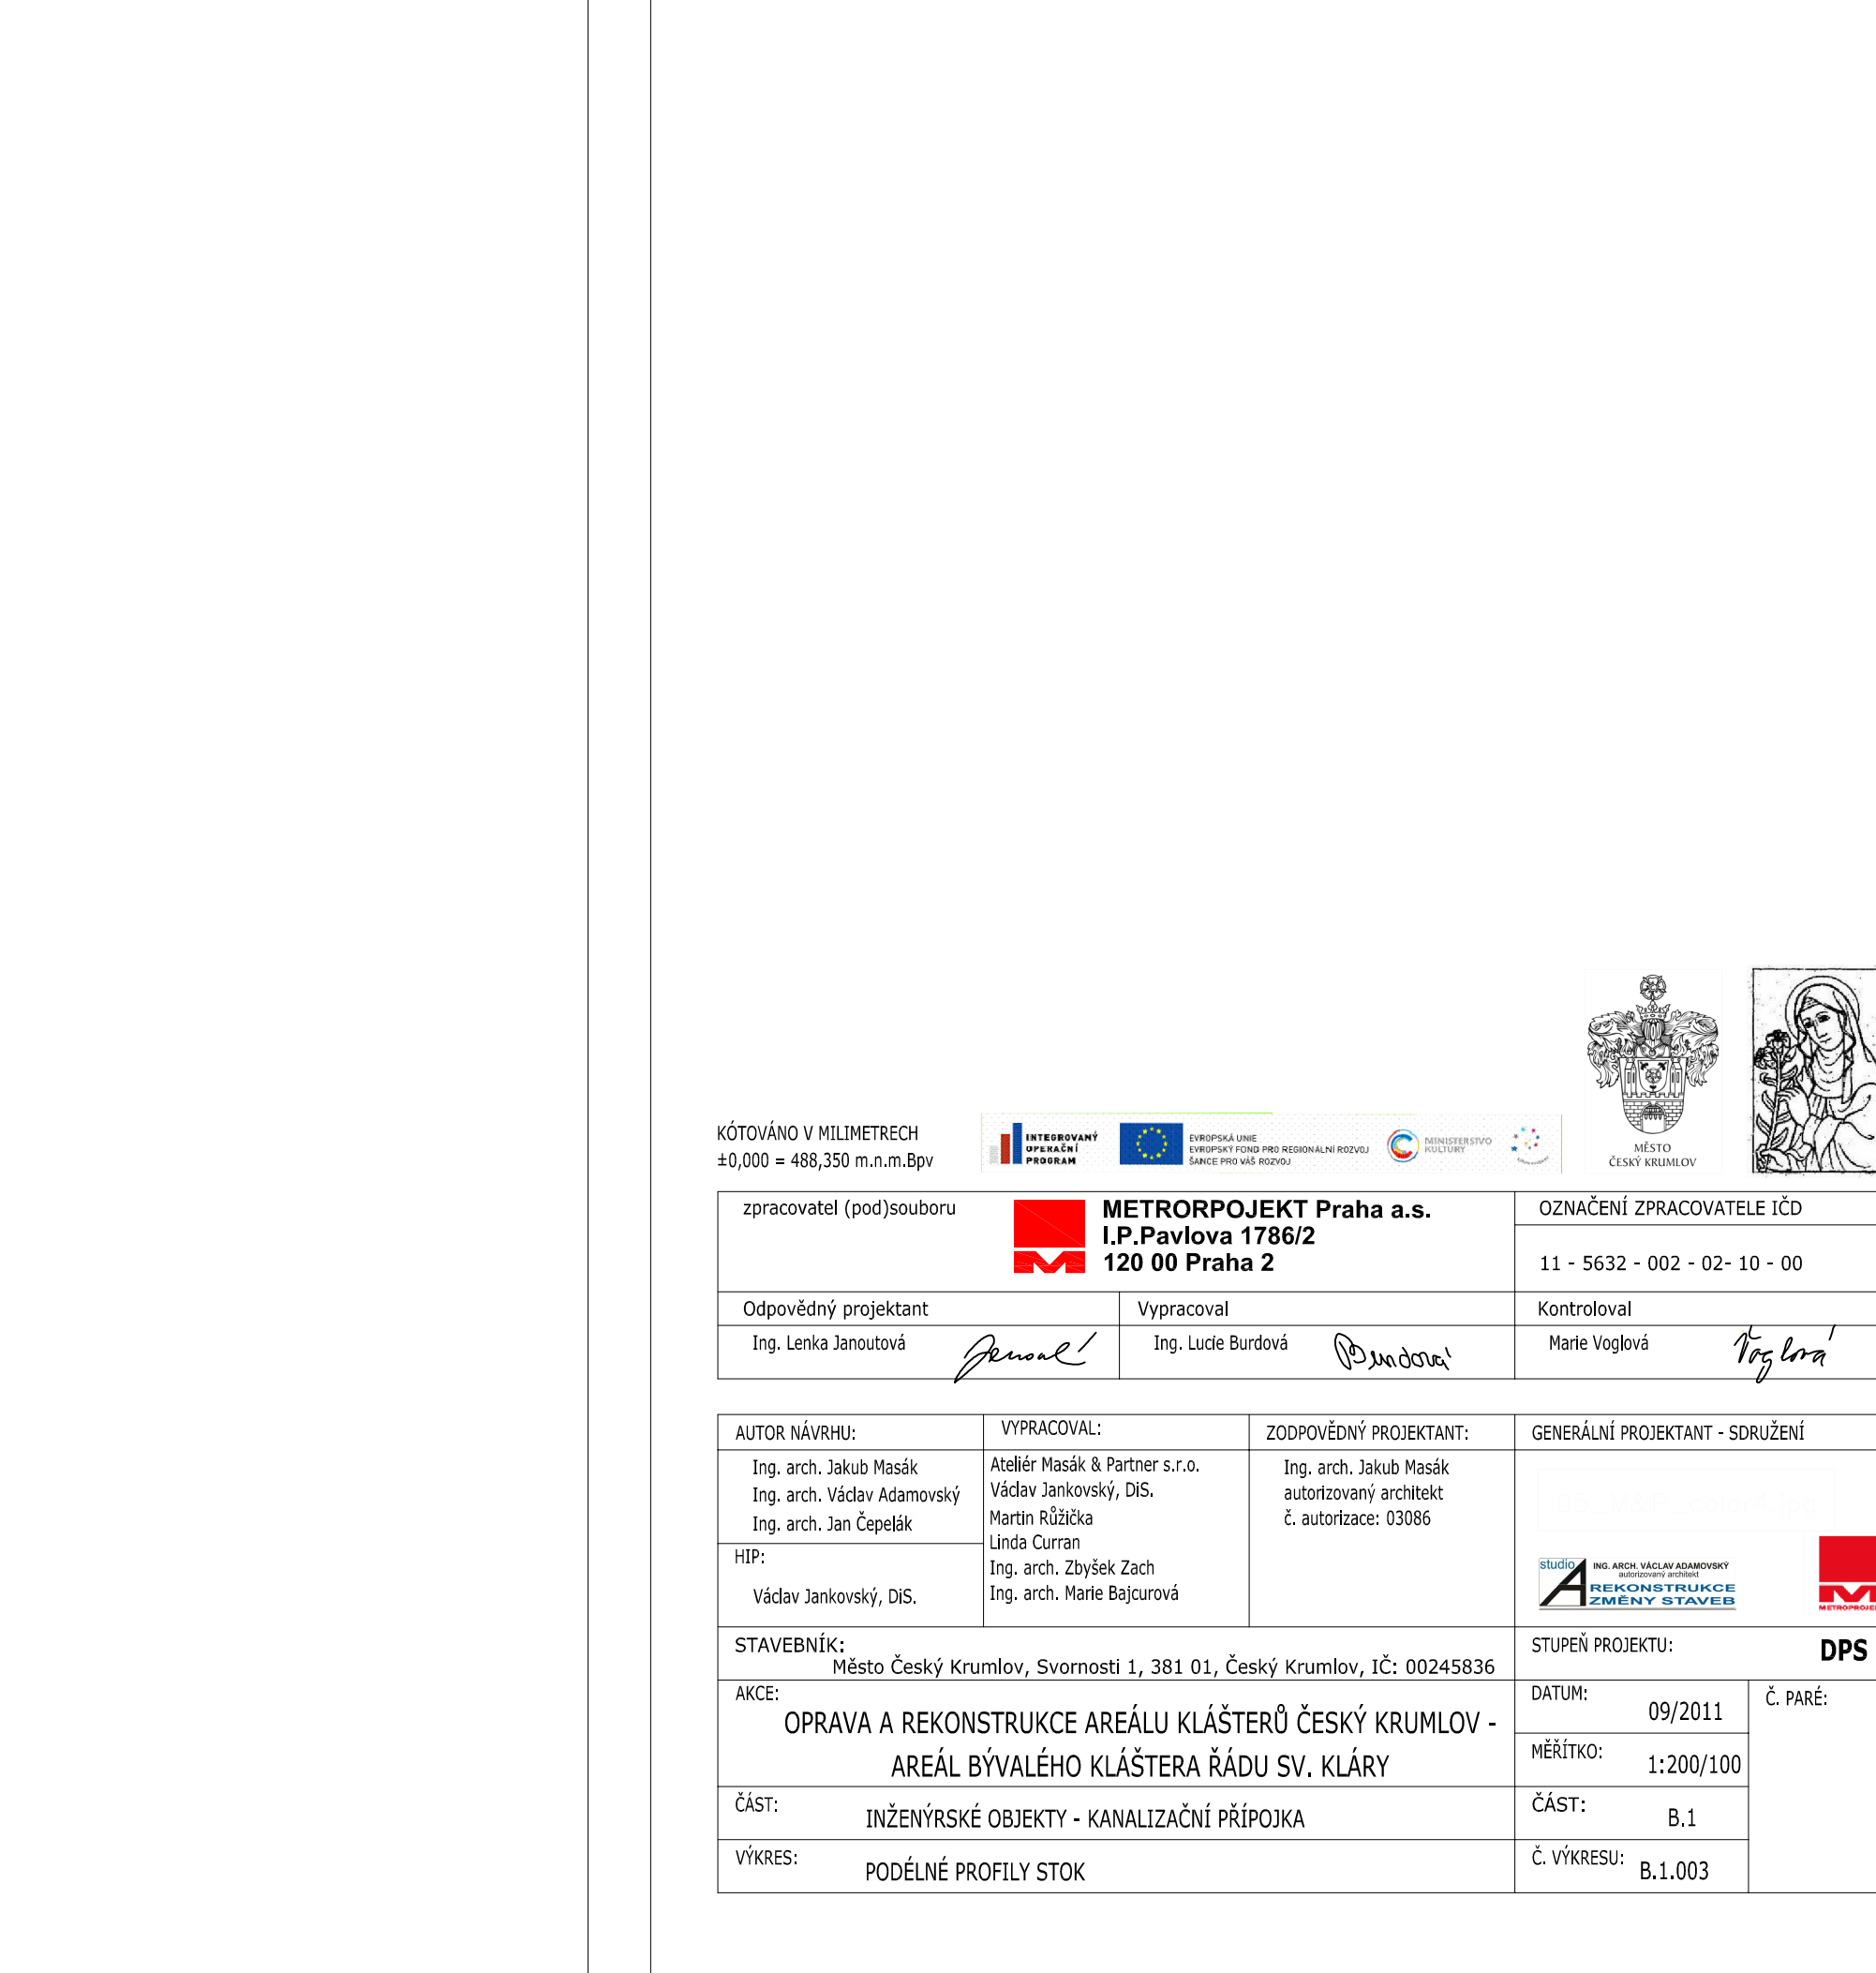 MĚSTO
ČESKÝ KRUMLOV
KÓTOVÁNO V MILIMETRECH
±0,000 = 488,350 m.n.m.Bpv
INTEGROVANÝ
OPERAČNÍ
PROGRAM
EVROPSKÁ UNIE
EVROPSKÝ FOND PRO REGIONÁLNÍ ROZVOJ
ŠANCE PRO VÁŠ ROZVOJ
MINISTERSTVO
KULTURY
zpracovatel (pod)souboru
METRORPOJEKT Praha a.s.
I.P.Pavlova 1786/2
120 00 Praha 2
OZNAČENÍ ZPRACOVATELE IČD
11 - 5632 - 002 - 02- 10 - 00
Odpovědný projektant
Ing. Lenka Janoutová
Vypracoval
Ing. Lucie Burdová
Burdová
Kontroloval
Marie Voglová
Voglová
AUTOR NÁVRHU:
Ing. arch. Jakub Masák
Ing. arch. Václav Adamovský
Ing. arch. Jan Čepelák
HIP:
Václav Jankovský, DiS.
VYPRACOVAL:
Ateliér Masák & Partner s.r.o.
Václav Jankovský, DiS.
Martin Růžička
Linda Curran
Ing. arch. Zbyšek Zach
Ing. arch. Marie Bajcurová
ZODPOVĚDNÝ PROJEKTANT:
Ing. arch. Jakub Masák
autorizovaný architekt
č. autorizace: 03086
GENERÁLNÍ PROJEKTANT - SDRUŽENÍ
studio A
ING. ARCH. VÁCLAV ADAMOVSKÝ
autorizovaný architekt
REKONSTRUKCE
ZMĚNY STAVEB
METROPROJE
STAVEBNÍK:
Město Český Krumlov, Svornosti 1, 381 01, Český Krumlov, IČ: 00245836
STUPEŇ PROJEKTU:
DPS
AKCE:
OPRAVA A REKONSTRUKCE AREÁLU KLÁŠTERŮ ČESKÝ KRUMLOV -
AREÁL BÝVALÉHO KLÁŠTERA ŘÁDU SV. KLÁRY
DATUM:
09/2011
Č. PARÉ:
MĚŘÍTKO:
1:200/100
ČÁST:
INŽENÝRSKÉ OBJEKTY - KANALIZAČNÍ PŘÍPOJKA
ČÁST:
B.1
VÝKRES:
PODÉLNÉ PROFILY STOK
Č. VÝKRESU:
B.1.003